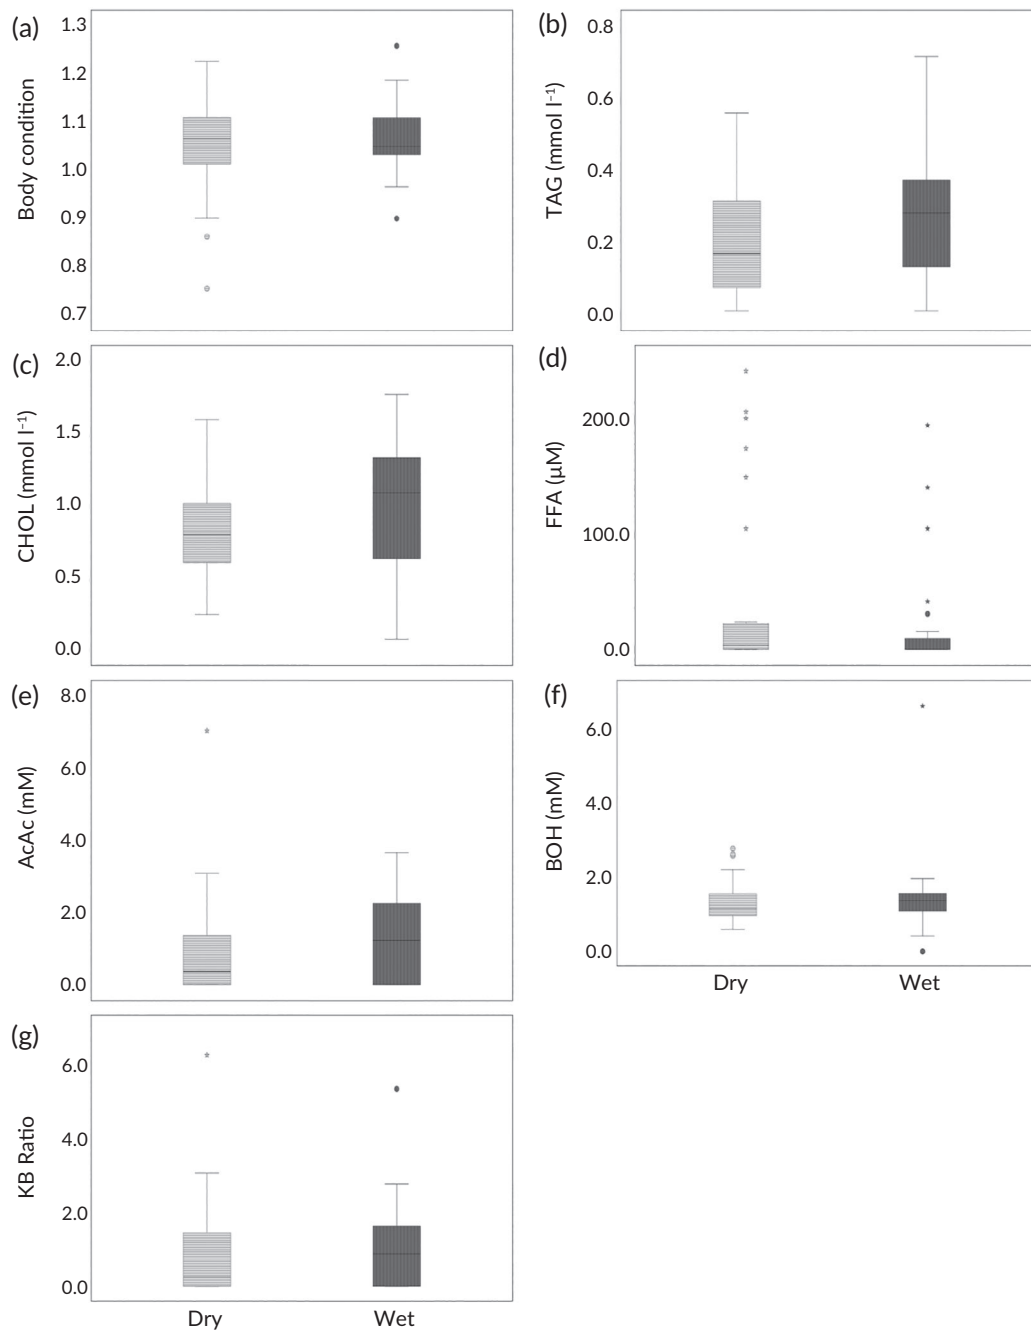 (a)
Body condition
1.3
1.2
1.1
1.0
0.9
0.8
0.7
(b)
TAG (mmol l⁻¹)
0.8
0.6
0.4
0.2
0.0
(c)
CHOL (mmol l⁻¹)
2.0
1.5
1.0
0.5
0.0
(d)
FFA (µM)
200.0
100.0
0.0
(e)
AcAc (mM)
8.0
6.0
4.0
2.0
0.0
(f)
BOH (mM)
6.0
4.0
2.0
0.0
Dry Wet
(g)
KB Ratio
6.0
4.0
2.0
0.0
Dry Wet